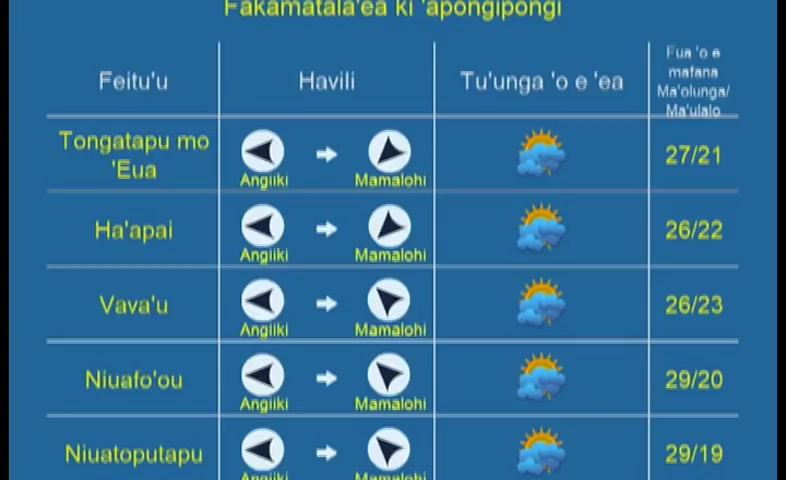 Fakamatala'ea ki 'apongipongi
Feitu'u
Havili
Tu'unga 'o e 'ea
Fua 'o e
mafana
Ma'olunga/
Ma'ulalo
Tongatapu mo
'Eua
Angiiki
Mamalohi
27/21
Ha'apai
Angiiki
Mamalohi
26/22
Vava'u
Angiiki
Mamalohi
26/23
Niuafo'ou
Angiiki
Mamalohi
29/20
Niuatoputapu
Angiiki
Mamalohi
29/19